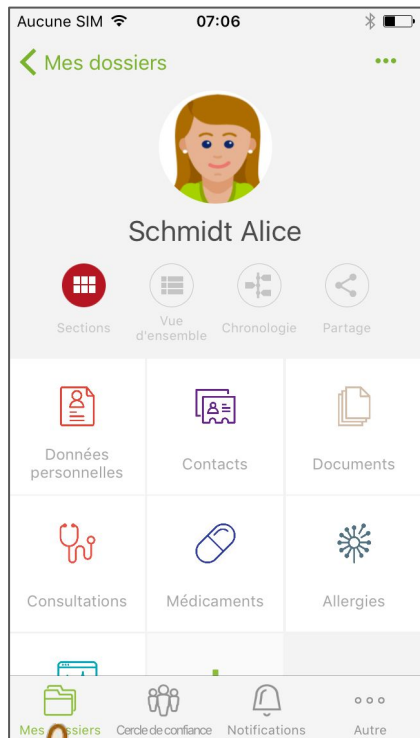 Aucune SIM 07:06
Mes dossiers
Schmidt Alice
Sections
Vue
d'ensemble
Chronologie
Partage
Données
personnelles
Contacts
Documents
Consultations
Médicaments
Allergies
Mes
Cercle de confiance
Notifications
Autre